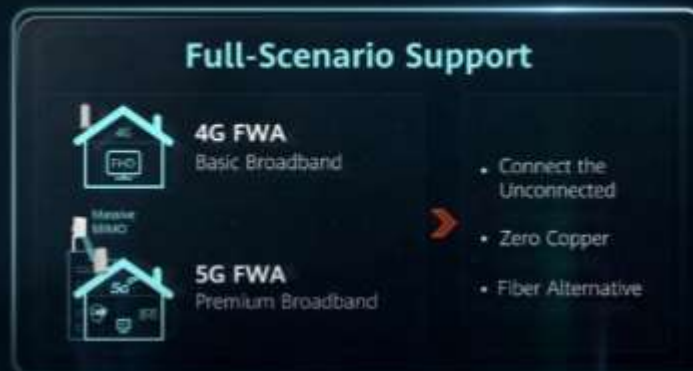 Full-Scenario Support
4G
FHD
4G FWA
Basic Broadband
Massive
MIMO
5G
5G FWA
Premium Broadband
• Connect the
Unconnected
• Zero Copper
• Fiber Alternative